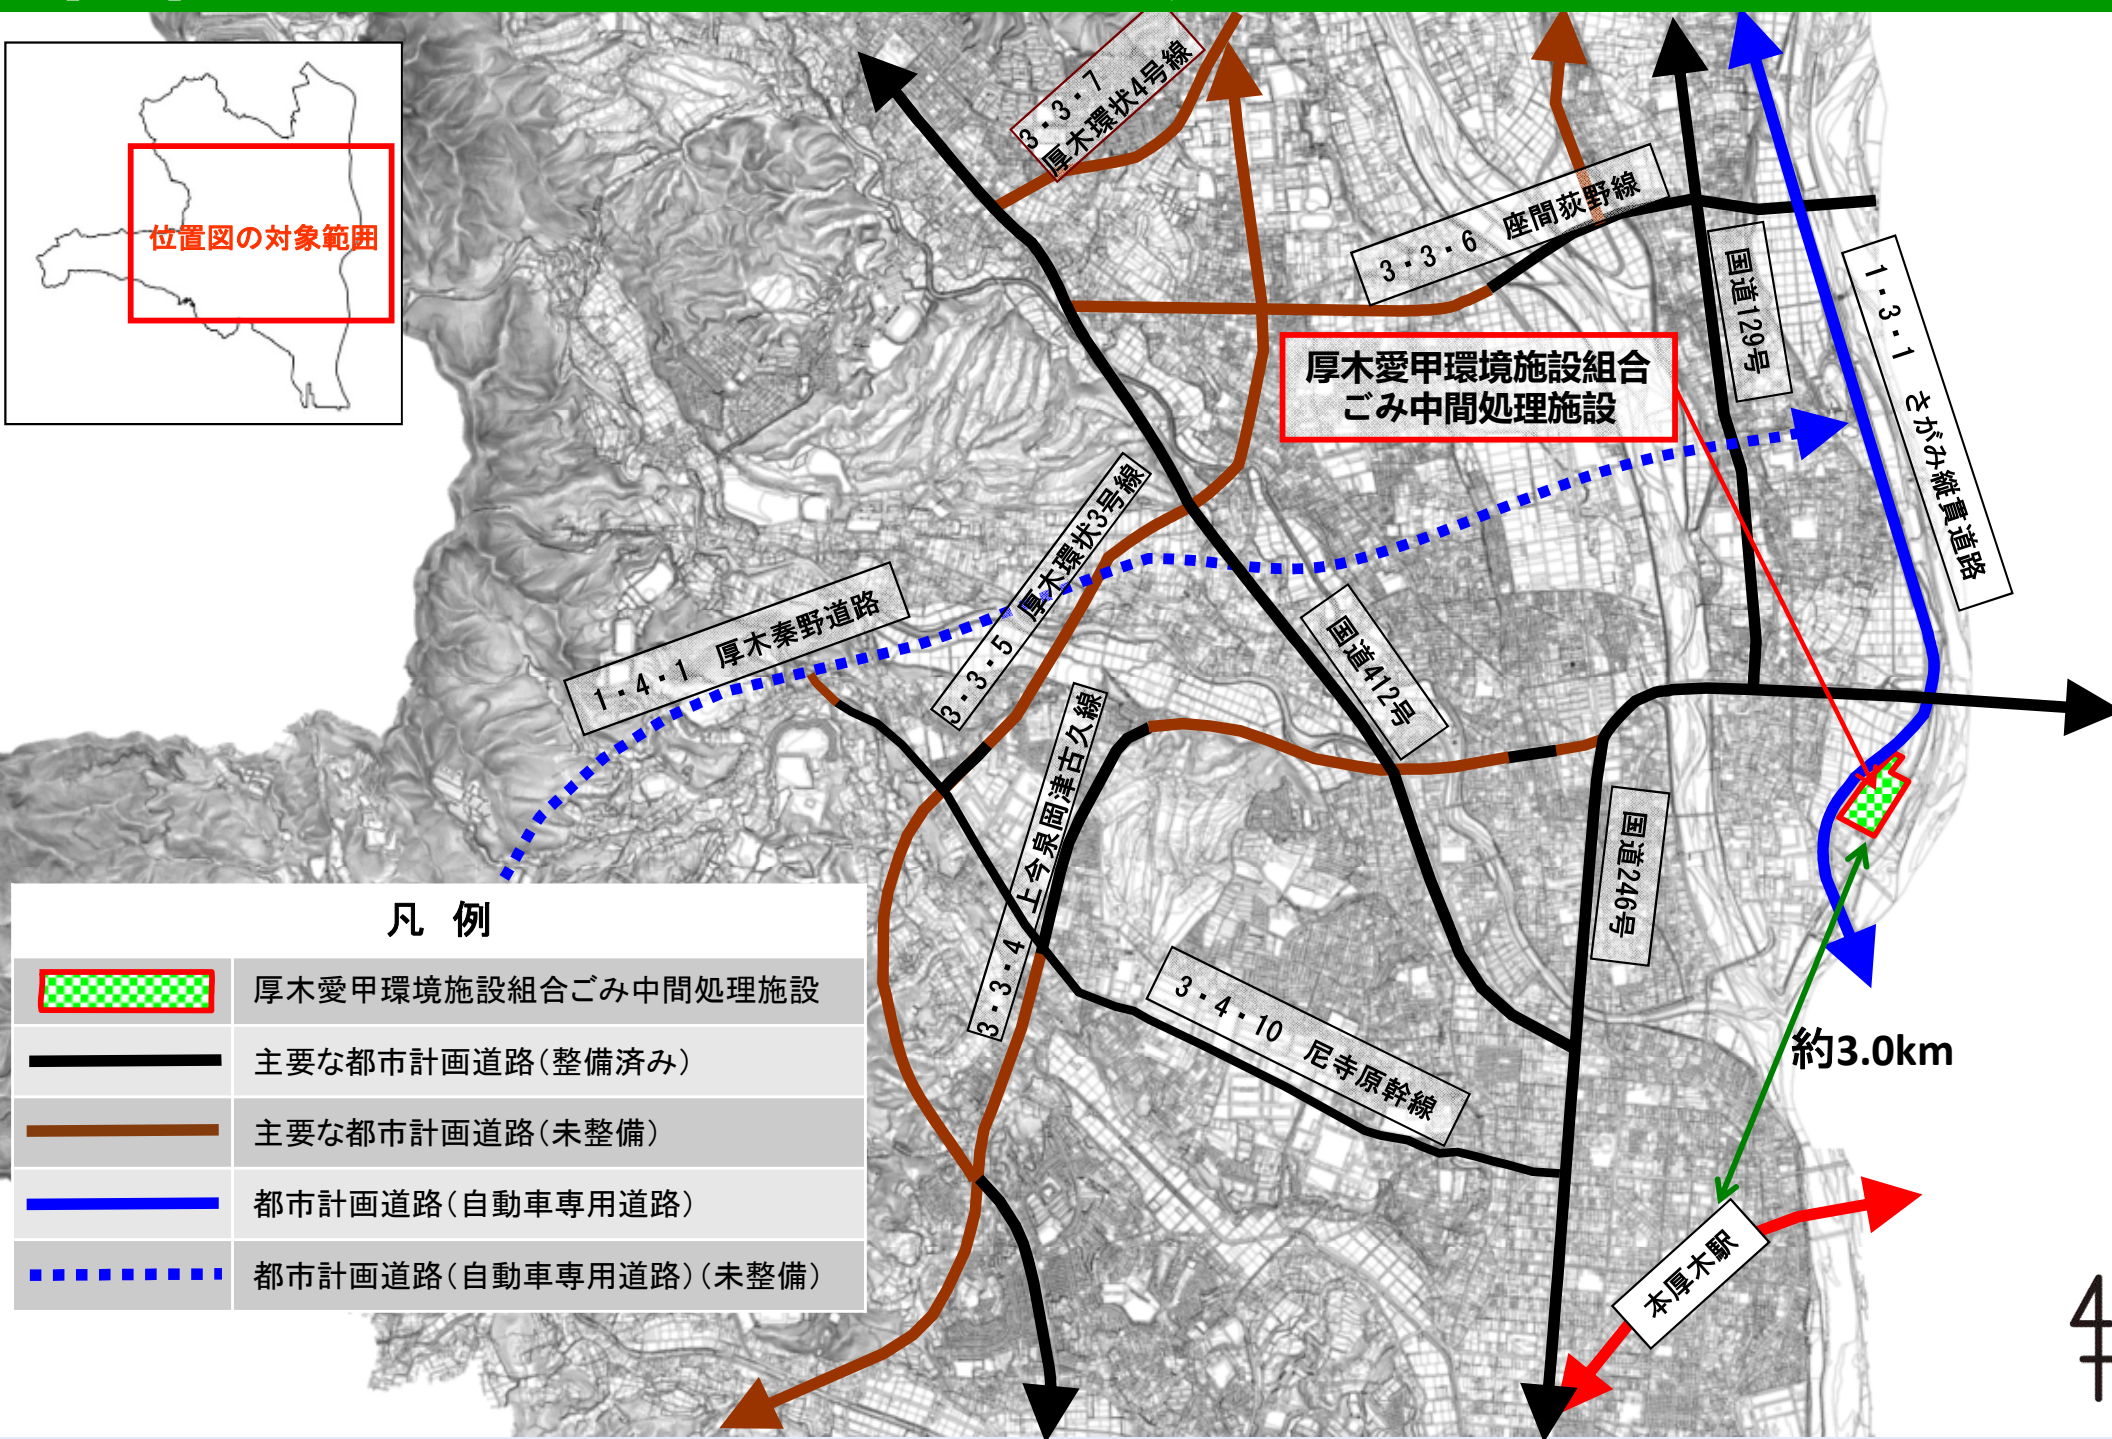 位置図の対象範囲
3・3・7
厚木環状4号線
3・3・6　座間荻野線
国道129号
1・3・1　さがみ縦貫道路
厚木愛甲環境施設組合
ごみ中間処理施設
3・3・5　厚木環状3号線
1・4・1　厚木秦野道路
国道412号
3・3・4　上今泉岡津古久線
国道246号
3・4・10　尼寺原幹線
約3.0km
本厚木駅
凡　例
厚木愛甲環境施設組合ごみ中間処理施設
主要な都市計画道路（整備済み）
主要な都市計画道路（未整備）
都市計画道路（自動車専用道路）
都市計画道路（自動車専用道路）（未整備）